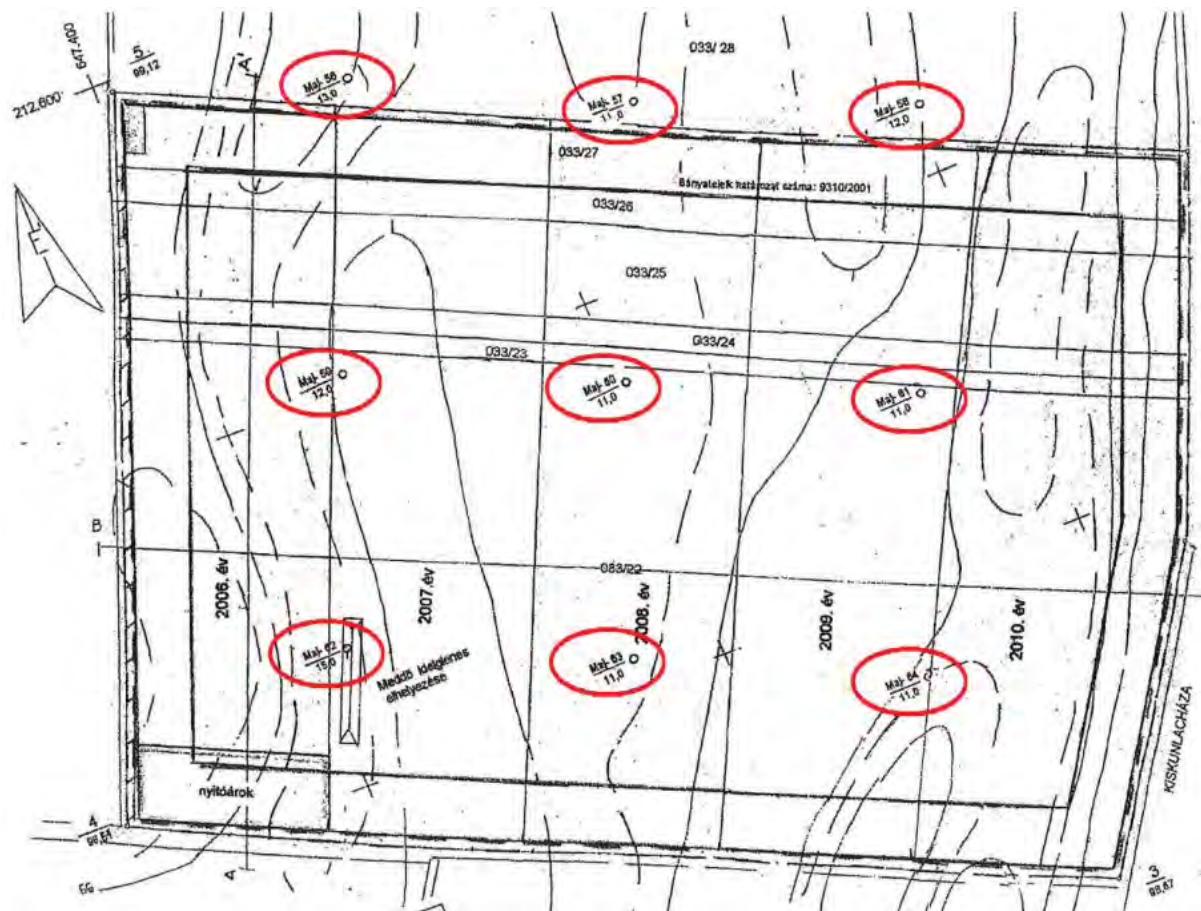 033/28
647.400
5
99,12
A'
212.600
Maj- 56
13,0
Maj- 57
11,0
Maj- 58
12,0
033/27
Bányatelek határozat száma: 9310/2001
033/26
033/25
É
033/24
033/23
Maj- 59
12,0
Maj- 60
11,0
Maj- 61
11,0
B
083/22
2006. év
2007. év
2008. év
2009. év
2010. év
Maj- 62
15,0
Maj- 63
11,0
Maj- 64
11,0
Meddő ideiglenes
elhelyezése
KISKUNLACHÁZA
nyitóárok
4
A
3